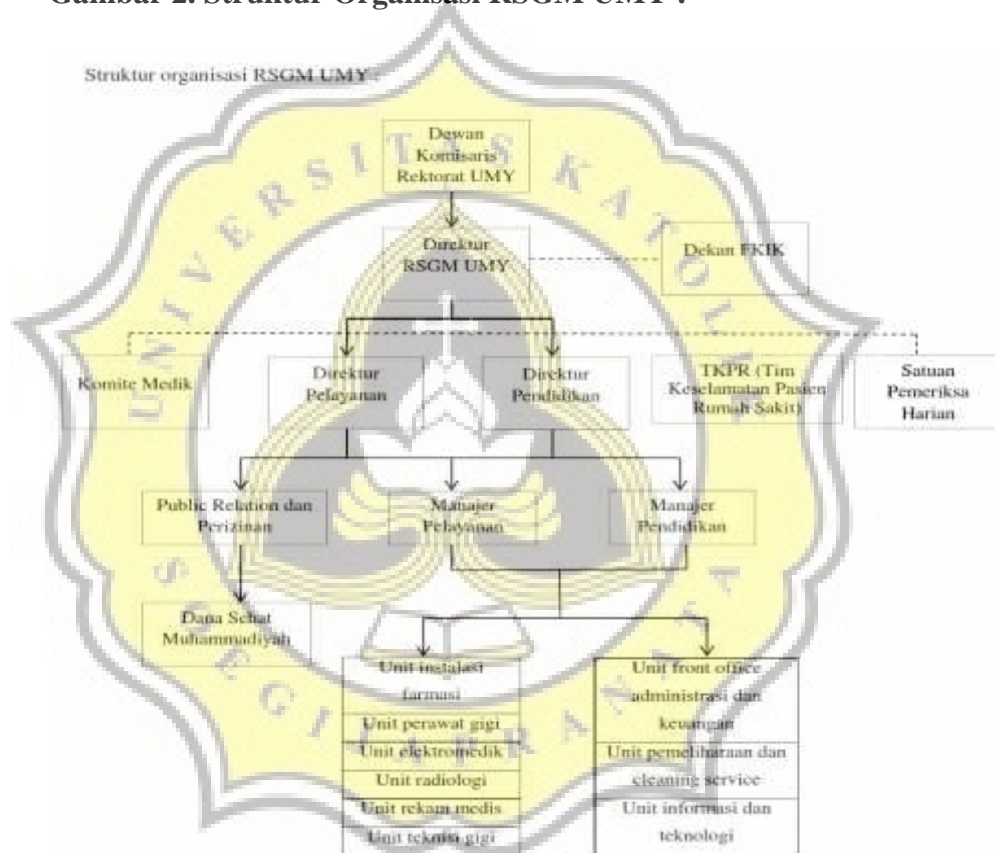 Gambar 2. Struktur Organisasi RSGM UMY :
Struktur organisasi RSGM UMY :
Dewan
Komisaris
Rektorat UMY
Direktur
RSGM UMY
Dekan FKIK
Komite Medik
Direktur
Pelayanan
Direktur
Pendidikan
TKPR (Tim
Keselamatan Pasien
Rumah Sakit)
Satuan
Pemeriksa
Harian
Public Relation dan
Perizinan
Manajer
Pelayanan
Manajer
Pendidikan
Dana Sehat
Muhammadiyah
Unit instalasi
farmasi
Unit perawat gigi
Unit elektromedik
Unit radiologi
Unit rekam medis
Unit teknisi gigi
Unit front office
administrasi dan
keuangan
Unit pemeliharaan dan
cleaning service
Unit informasi dan
teknologi
UNIVERSITAS KATOLIK
SOEGIJAPRANATA